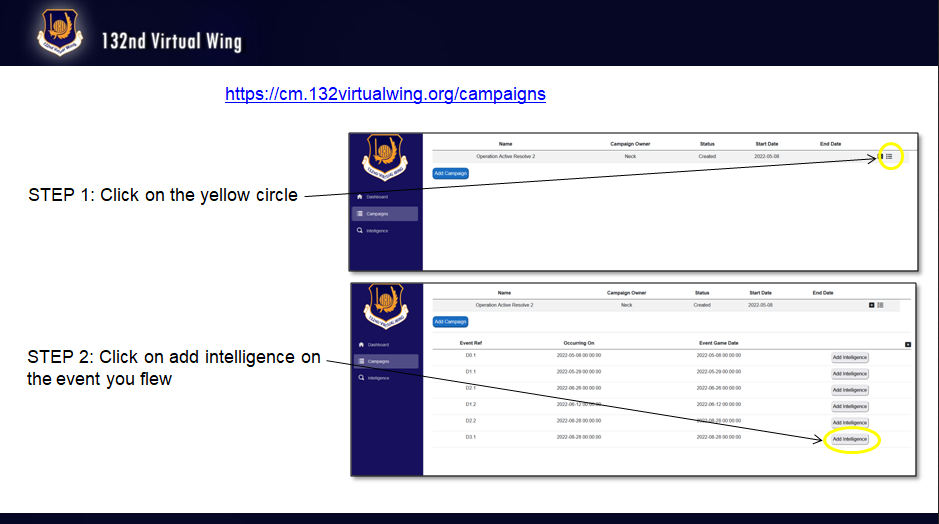 132nd Virtual Wing
https://cm.132virtualwing.org/campaigns
STEP 1: Click on the yellow circle
132nd VIRTUAL WING
Name Campaign Owner Status Start Date End Date
Operation Active Resolve 2 Neck Created 2022-05-08
Add Campaign
Dashboard
Campaigns
Intelligence
STEP 2: Click on add intelligence on
the event you flew
132nd VIRTUAL WING
Name Campaign Owner Status Start Date End Date
Operation Active Resolve 2 Neck Created 2022-05-08
Add Campaign
Dashboard
Campaigns
Intelligence
Event Ref Occurring On Event Game Date
D0.1 2022-05-08 00:00:00 2022-05-08 00:00:00 Add Intelligence
D1.1 2022-05-29 00:00:00 2022-05-29 00:00:00 Add Intelligence
D2.1 2022-06-26 00:00:00 2022-06-26 00:00:00 Add Intelligence
D1.2 2022-06-12 00:00:00 2022-06-12 00:00:00 Add Intelligence
D2.2 2022-08-28 00:00:00 2022-08-28 00:00:00 Add Intelligence
D3.1 2022-08-28 00:00:00 2022-08-28 00:00:00 Add Intelligence